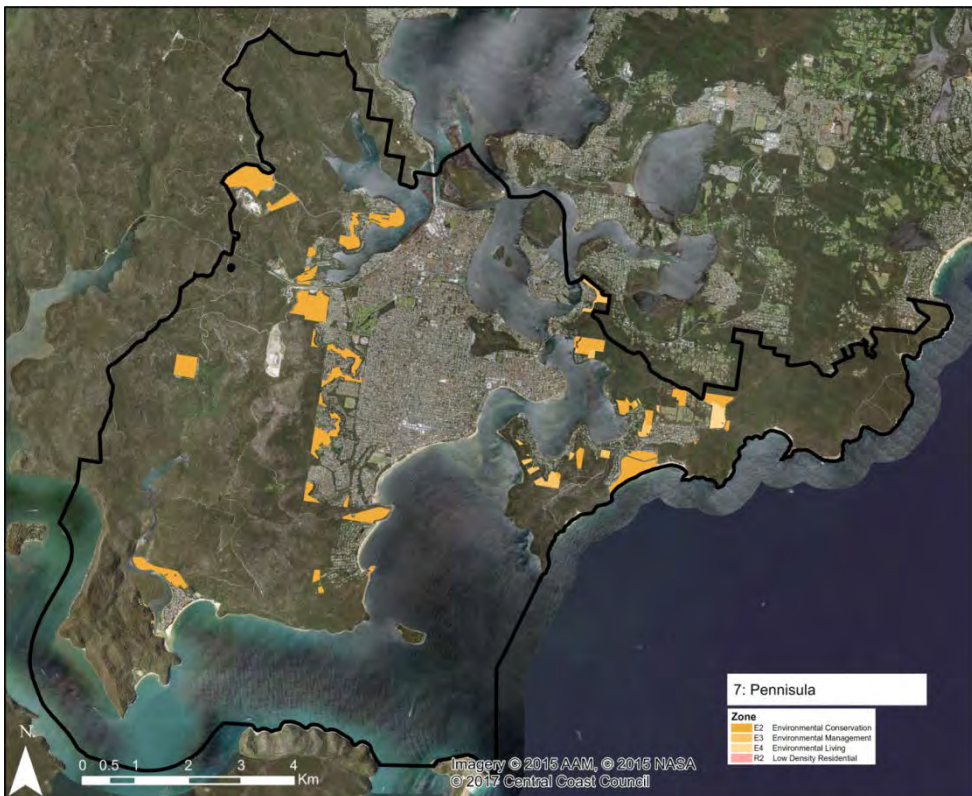 7: Pennisula
Zone
E2 Environmental Conservation
E3 Environmental Management
E4 Environmental Living
R2 Low Density Residential
N
0 0.5 1 2 3 4
Km
Imagery © 2015 AAM, © 2015 NASA
© 2017 Central Coast Council